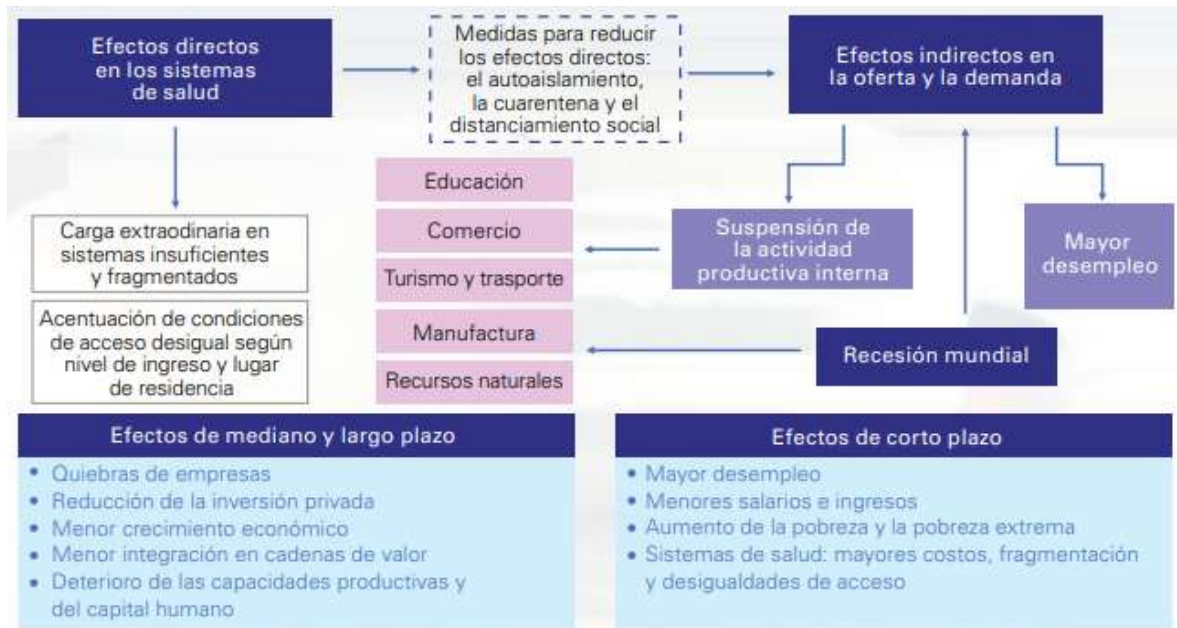 Efectos directos
en los sistemas
de salud
Medidas para reducir
los efectos directos:
el autoaislamiento,
la cuarentena y el
distanciamiento social
Efectos indirectos en
la oferta y la demanda
Carga extraodinaria en
sistemas insuficientes
y fragmentados
Acentuación de condiciones
de acceso desigual según
nivel de ingreso y lugar
de residencia
Educación
Comercio
Turismo y trasporte
Manufactura
Recursos naturales
Suspensión de
la actividad
productiva interna
Mayor
desempleo
Recesión mundial
Efectos de mediano y largo plazo
• Quiebras de empresas
• Reducción de la inversión privada
• Menor crecimiento económico
• Menor integración en cadenas de valor
• Deterioro de las capacidades productivas y
del capital humano
Efectos de corto plazo
• Mayor desempleo
• Menores salarios e ingresos
• Aumento de la pobreza y la pobreza extrema
• Sistemas de salud: mayores costos, fragmentación
y desigualdades de acceso